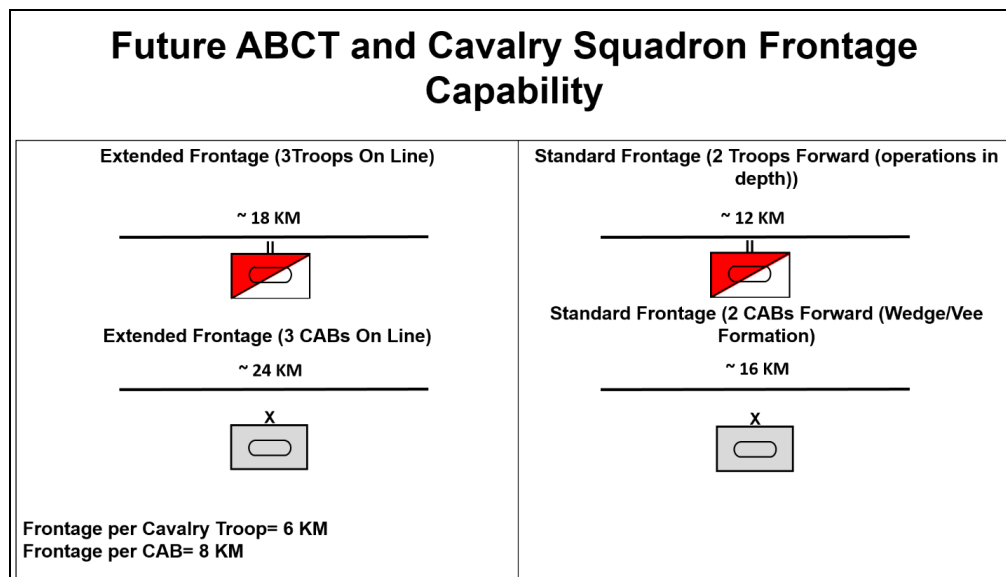 Future ABCT and Cavalry Squadron Frontage
Capability
Extended Frontage (3Troops On Line)
~ 18 KM
II
Extended Frontage (3 CABs On Line)
~ 24 KM
X
Frontage per Cavalry Troop= 6 KM
Frontage per CAB= 8 KM
Standard Frontage (2 Troops Forward (operations in
depth))
~ 12 KM
II
Standard Frontage (2 CABs Forward (Wedge/Vee
Formation)
~ 16 KM
X